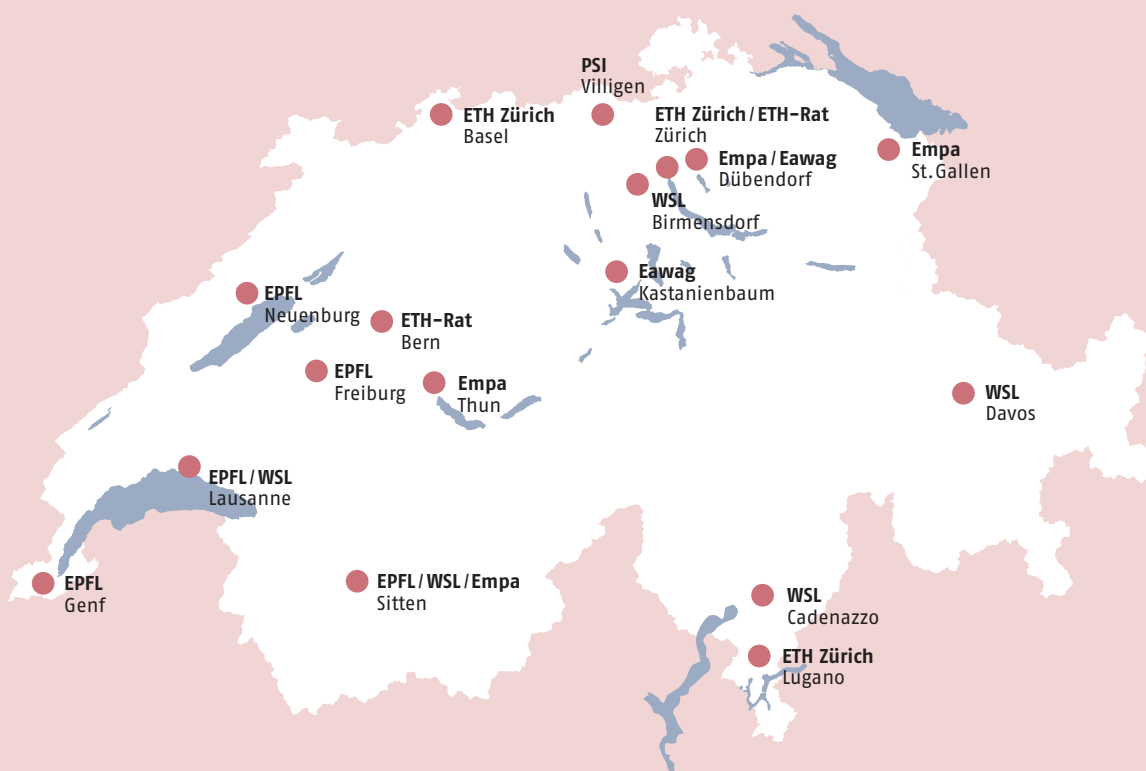 PSI
Villigen
ETH Zürich
Basel
ETH Zürich / ETH-Rat
Zürich
Empa / Eawag
Dübendorf
Empa
St.Gallen
WSL
Birmensdorf
Eawag
Kastanienbaum
EPFL
Neuenburg
ETH-Rat
Bern
EPFL
Freiburg
Empa
Thun
WSL
Davos
EPFL / WSL
Lausanne
EPFL
Genf
EPFL / WSL / Empa
Sitten
WSL
Cadenazzo
ETH Zürich
Lugano